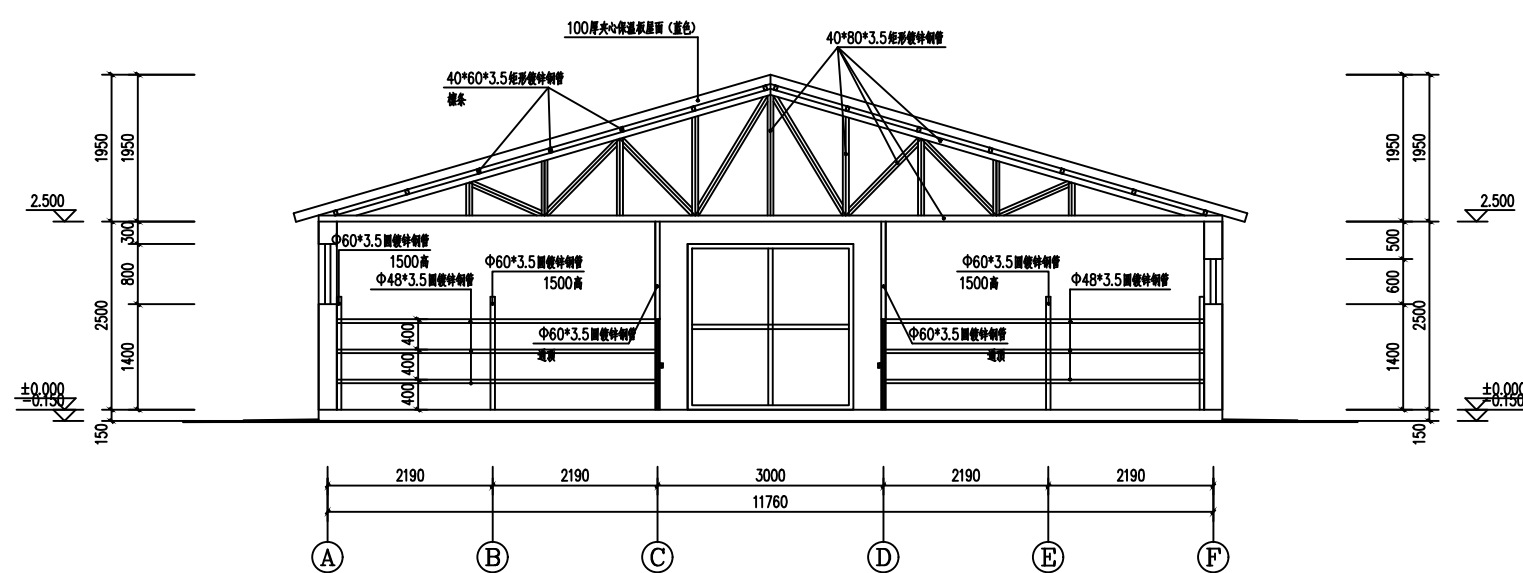 100厚夹心保温板屋面（蓝色）
40*80*3.5矩形镀锌钢管
40*60*3.5矩形镀锌钢管
檩条
1950
1950
1950
1950
2.500
2.500
Φ60*3.5圆镀锌钢管
1500高
Φ48*3.5圆镀锌钢管
Φ60*3.5圆镀锌钢管
1500高
Φ60*3.5圆镀锌钢管
1500高
Φ48*3.5圆镀锌钢管
Φ60*3.5圆镀锌钢管
通顶
Φ60*3.5圆镀锌钢管
通顶
300
800
1400
2500
400
400
400
500
600
1400
2500
±0.000
-0.150
150
±0.000
-0.150
150
2190
2190
3000
2190
2190
11760
A
B
C
D
E
F